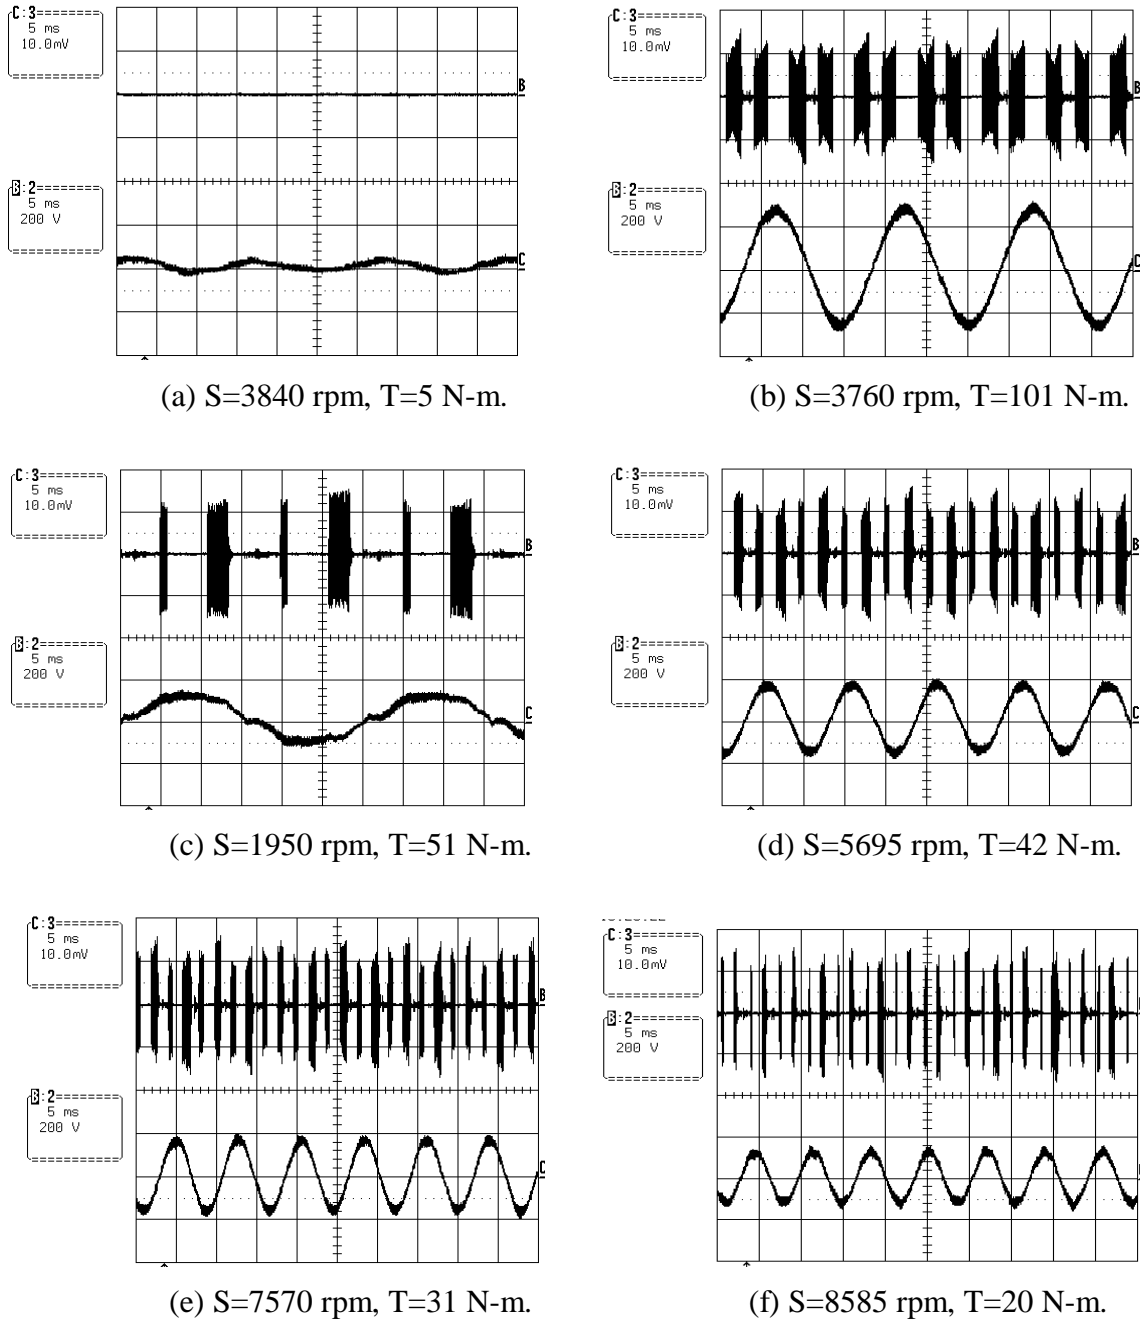 C:3
5 ms
10.0mV
B
B:2
5 ms
200 V
C
C:3
5 ms
10.0mV
B
B:2
5 ms
200 V
C
(a) S=3840 rpm, T=5 N-m.
(b) S=3760 rpm, T=101 N-m.
C:3
5 ms
10.0mV
B
B:2
5 ms
200 V
C
C:3
5 ms
10.0mV
B
B:2
5 ms
200 V
C
(c) S=1950 rpm, T=51 N-m.
(d) S=5695 rpm, T=42 N-m.
C:3
5 ms
10.0mV
B
B:2
5 ms
200 V
C
C:3
5 ms
10.0mV
B:2
5 ms
200 V
(e) S=7570 rpm, T=31 N-m.
(f) S=8585 rpm, T=20 N-m.